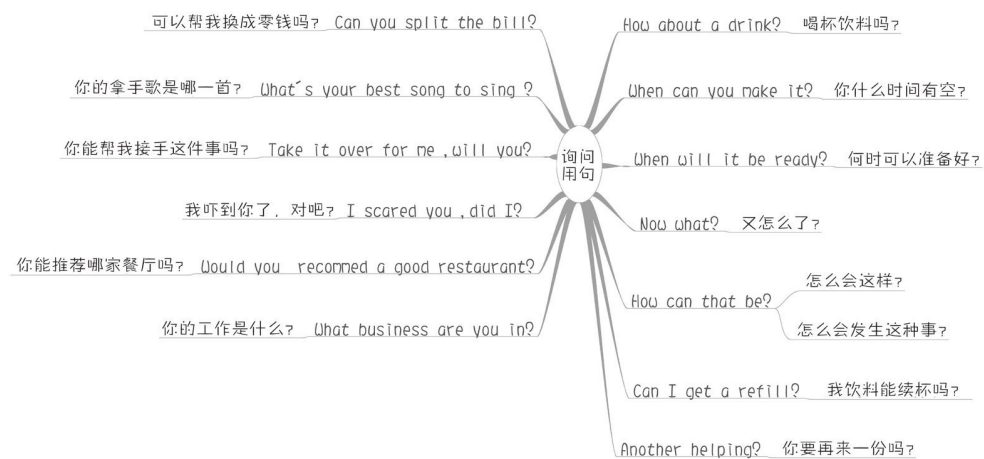 询问
用句
可以帮我换成零钱吗? Can you split the bill?
你的拿手歌是哪一首? What´s your best song to sing ?
你能帮我接手这件事吗? Take it over for me ,will you?
我吓到你了，对吧? I scared you ,did I?
你能推荐哪家餐厅吗? Would you recommed a good restaurant?
你的工作是什么? What business are you in?
How about a drink? 喝杯饮料吗?
When can you make it? 你什么时间有空?
When will it be ready? 何时可以准备好?
Now what? 又怎么了?
How can that be?
怎么会这样?
怎么会发生这种事?
Can I get a refill? 我饮料能续杯吗?
Another helping? 你要再来一份吗?